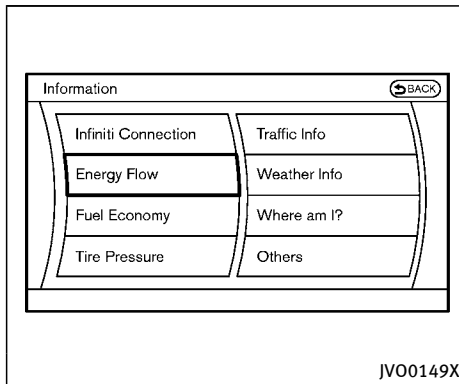 Information
BACK
Infiniti Connection
Energy Flow
Fuel Economy
Tire Pressure
Traffic Info
Weather Info
Where am I?
Others
JVO0149X